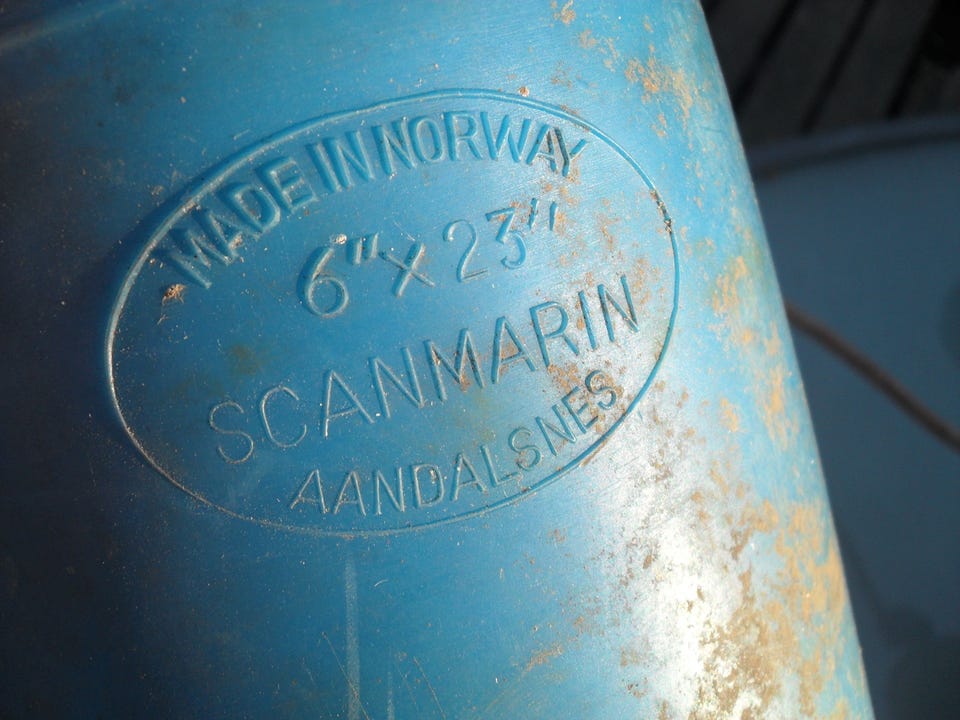 MADE IN NORWAY
6" x 23"
SCANMARIN
AANDALSNES